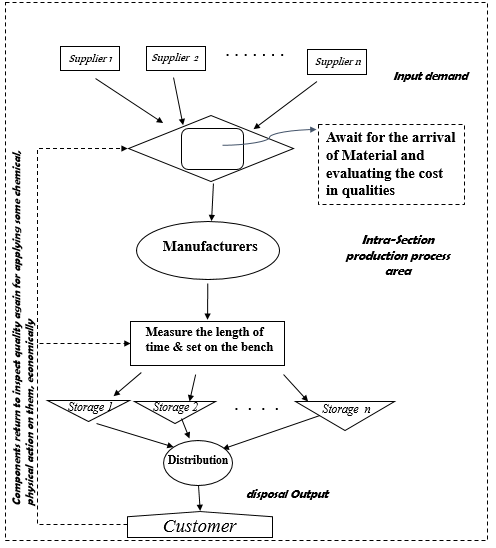 Supplier 1
Supplier 2
. . . . . . .
Supplier n
Input demand
Await for the arrival
of Material and
evaluating the cost
in qualities
Manufacturers
Intra-Section
production process
area
Measure the length of
time & set on the bench
Storage 1
Storage 2
. . . .
Storage n
Distribution
disposal Output
Customer
Components return to inspect quality again for applying some chemical,
physical action on them, economically